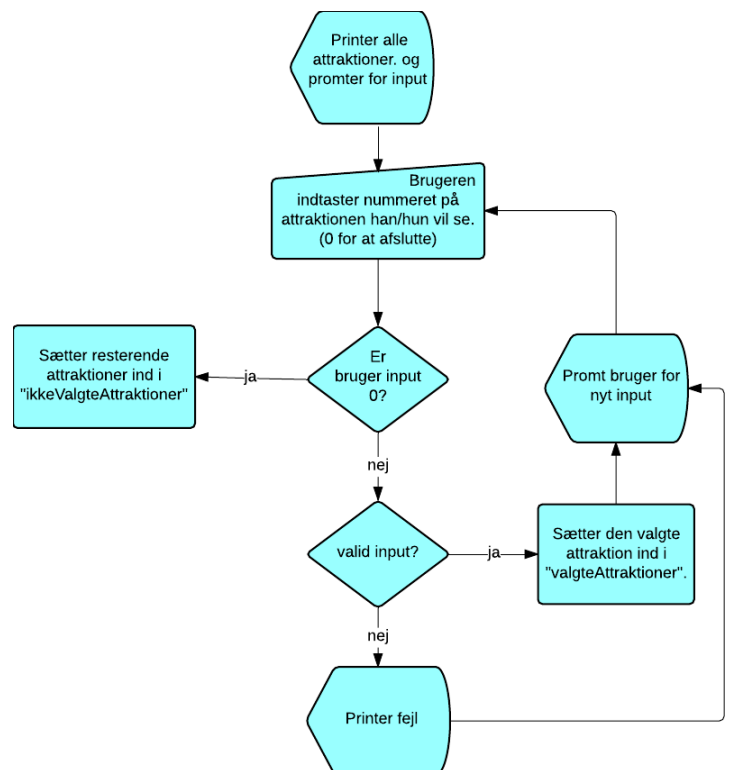 Printer alle
attraktioner. og
promter for input
Brugeren
indtaster nummeret på
attraktionen han/hun vil se.
(0 for at afslutte)
Er
bruger input
0?
ja
Sætter resterende
attraktioner ind i
"ikkeValgteAttraktioner"
nej
valid input?
ja
Sætter den valgte
attraktion ind i
"valgteAttraktioner".
Promt bruger for
nyt input
nej
Printer fejl